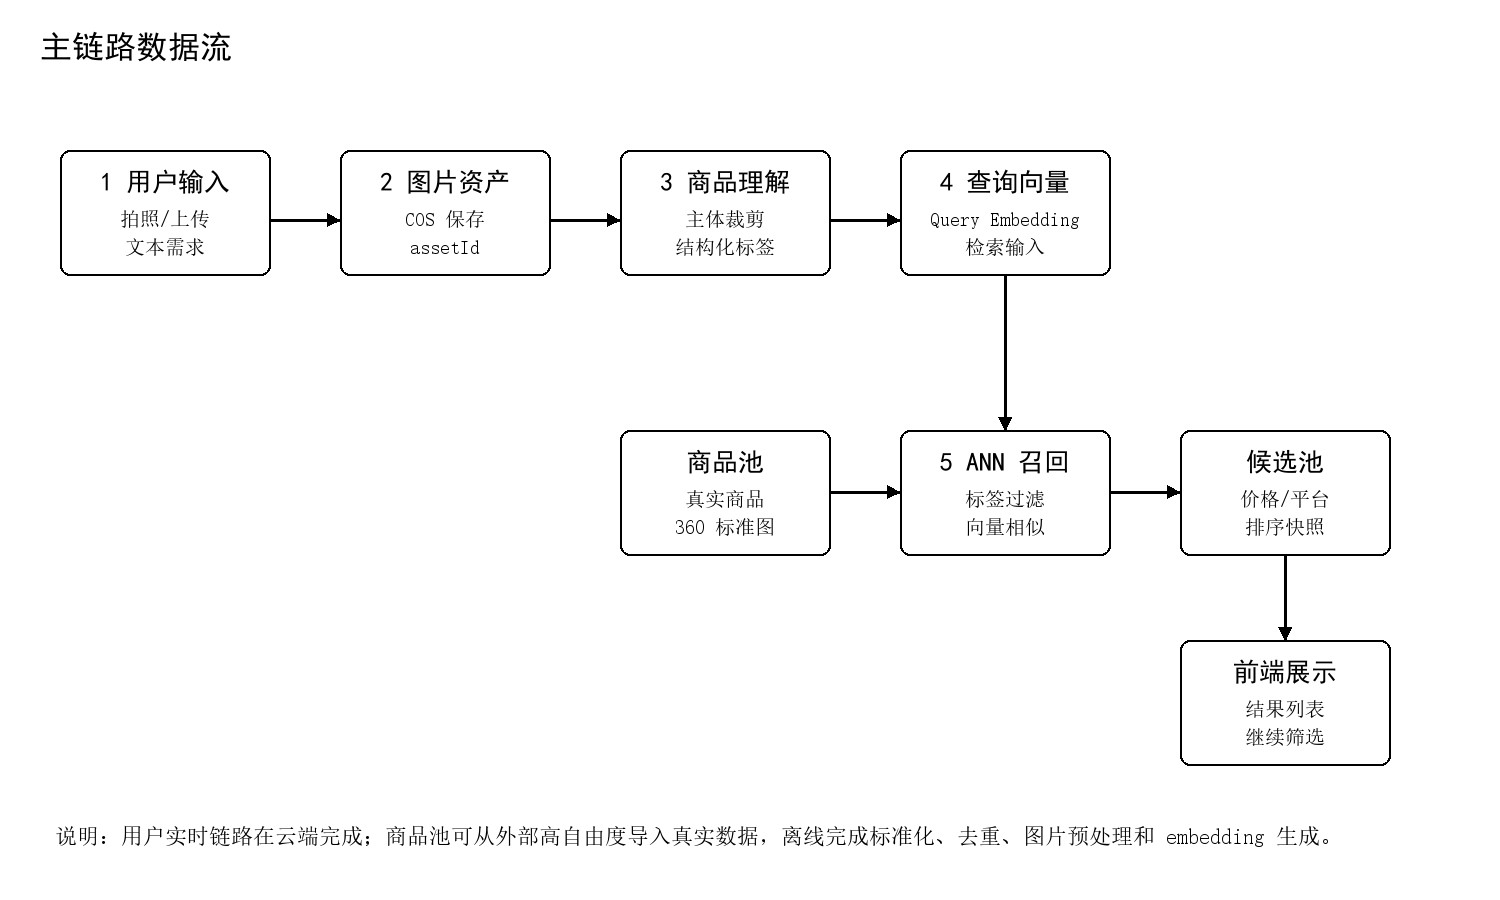 主链路数据流
1 用户输入
拍照/上传
文本需求
2 图片资产
COS 保存
assetId
3 商品理解
主体裁剪
结构化标签
4 查询向量
Query Embedding
检索输入
商品池
真实商品
360 标准图
5 ANN 召回
标签过滤
向量相似
候选池
价格/平台
排序快照
前端展示
结果列表
继续筛选
说明：用户实时链路在云端完成；商品池可从外部高自由度导入真实数据，离线完成标准化、去重、图片预处理和 embedding 生成。